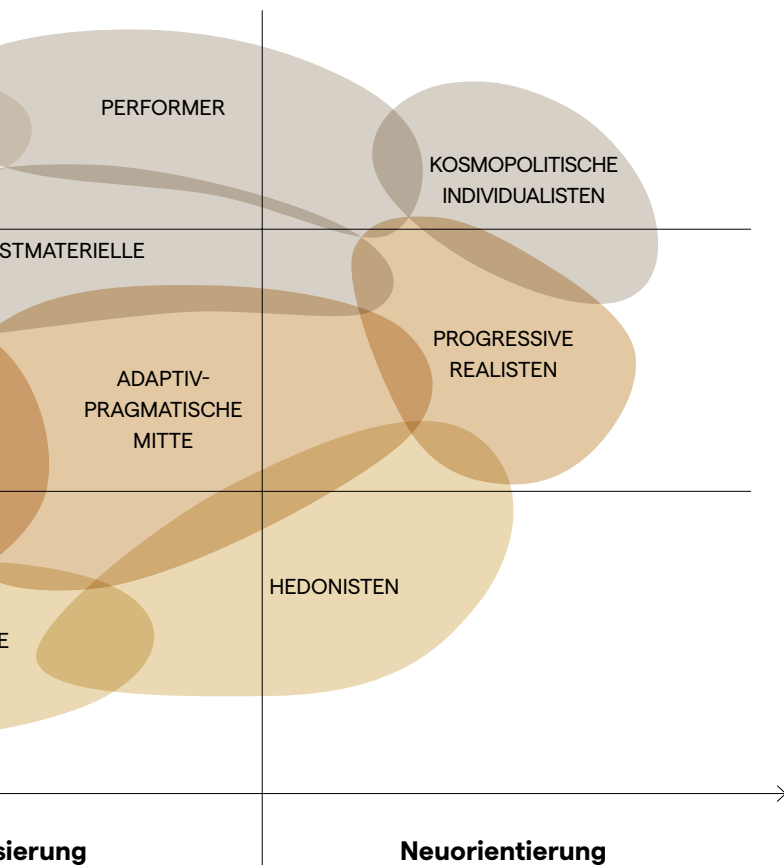 PERFORMER
KOSMOPOLITISCHE
INDIVIDUALISTEN
STMATERIELLE
PROGRESSIVE
REALISTEN
ADAPTIV-
PRAGMATISCHE
MITTE
HEDONISTEN
E
sierung
Neuorientierung